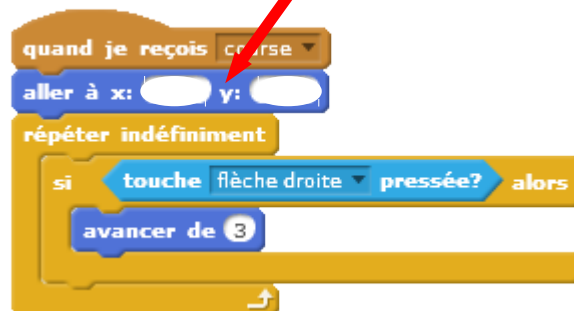 quand je reçois course
aller à x: y:
répéter indéfiniment
si touche flèche droite pressée? alors
avancer de 3